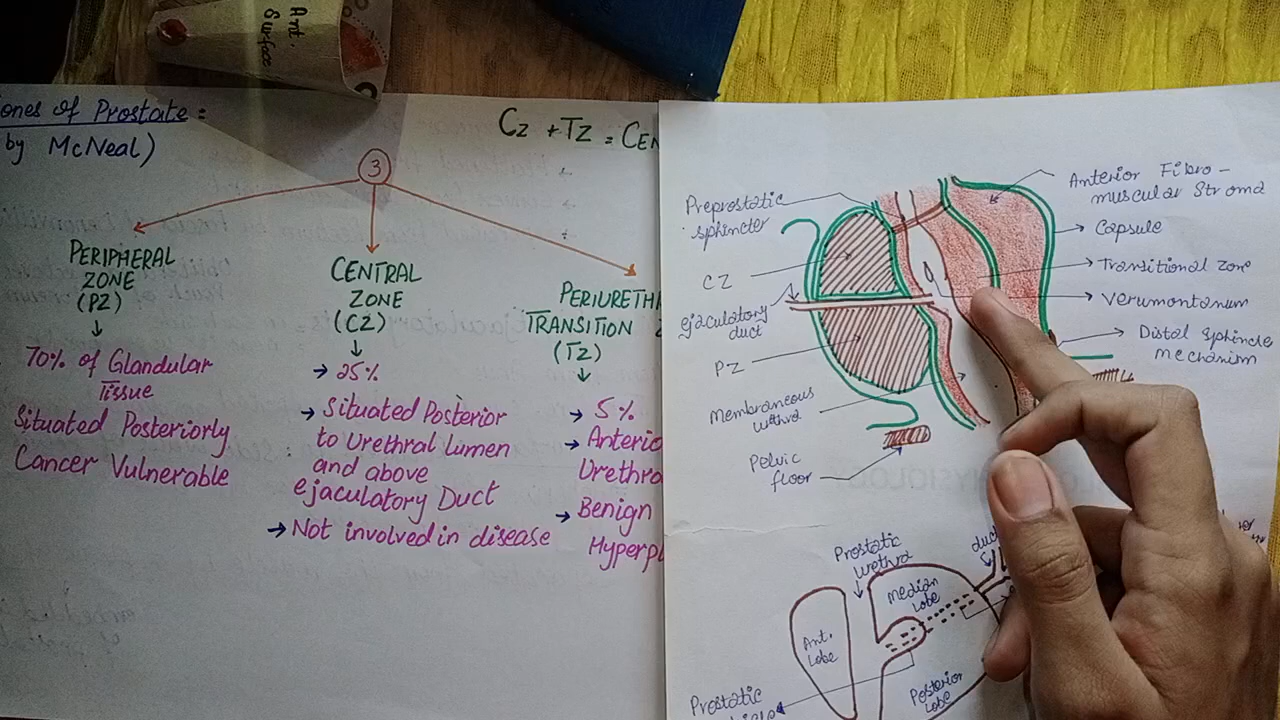 Ant.
Surface
ones of Prostate :
by McNeal)
3
PERIPHERAL
ZONE
(PZ)
70% of Glandular
Tissue
Situated Posteriorly
Cancer Vulnerable
CENTRAL
ZONE
(CZ)
25%
Situated Posterior
to Urethral lumen
and above
ejaculatory Duct
Not involved in disease
CZ + TZ = CEN
PERIURETH
TRANSITION
(TZ)
5%
Anterio
Urethra
Benign
Hyperpl
Preprostatic
sphincter
CZ
ejaculatory
duct
PZ
Membraneous
urethra
Pelvic
floor
Anterior Fibro-
muscular Stroma
Capsule
Transitional Zone
Verumontanum
Distal Sphincte
mechanism
Prostatic
urethra
duct
median
lobe
Ant.
lobe
Posterior
lobe
Prostatic